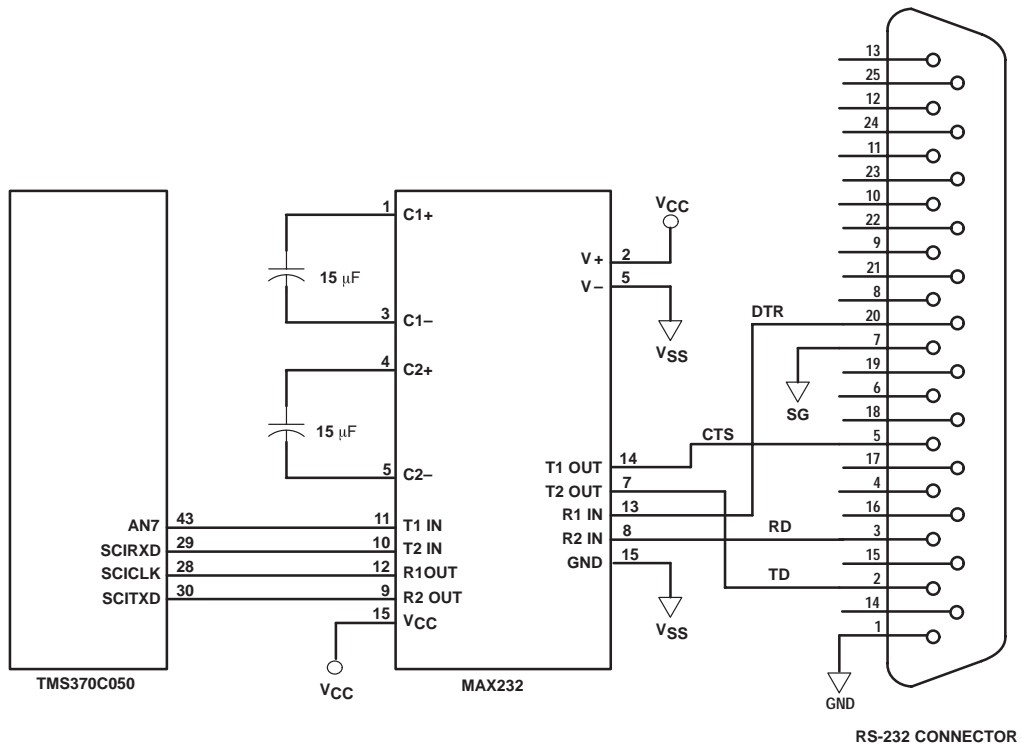 13
25
12
24
11
23
10
22
9
21
8
DTR 20
7
19
6
18
CTS 5
17
4
16
RD 3
15
TD 2
14
1
SG
GND
RS-232 CONNECTOR
AN7 43
SCIRXD 29
SCICLK 28
SCITXD 30
TMS370C050
15 μF
15 μF
1 C1+
3 C1–
4 C2+
5 C2–
11 T1 IN
10 T2 IN
12 R1OUT
9 R2 OUT
15 VCC
VCC
V+ 2
V– 5
VCC
VSS
T1 OUT 14
T2 OUT 7
R1 IN 13
R2 IN 8
GND 15
VSS
MAX232